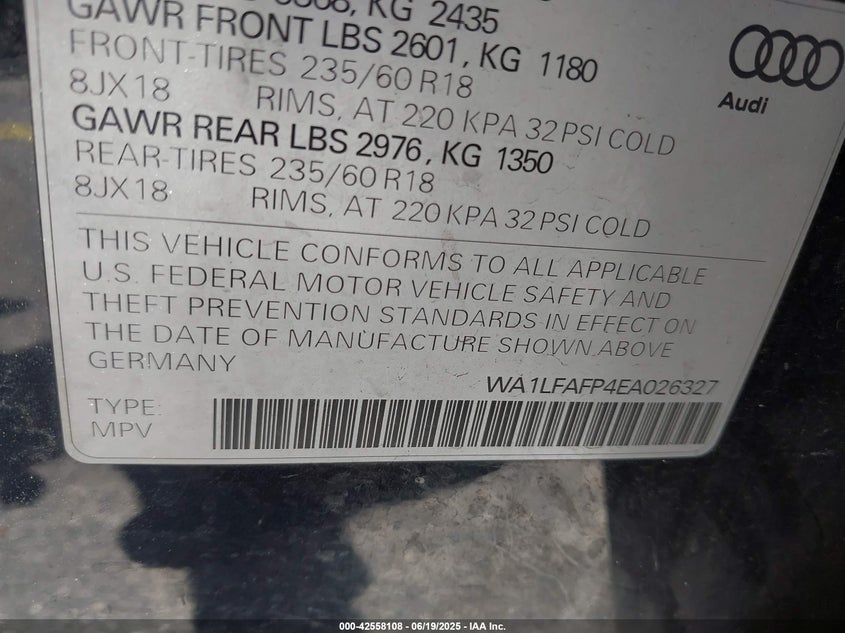 KG 2435
GAWR FRONT LBS 2601, KG 1180
FRONT-TIRES 235/60 R18
8JX18 RIMS, AT 220 KPA 32 PSI COLD
GAWR REAR LBS 2976, KG 1350
REAR-TIRES 235/60 R18
8JX18 RIMS, AT 220 KPA 32 PSI COLD
Audi
THIS VEHICLE CONFORMS TO ALL APPLICABLE
U.S. FEDERAL MOTOR VEHICLE SAFETY AND
THEFT PREVENTION STANDARDS IN EFFECT ON
THE DATE OF MANUFACTURE SHOWN ABOVE
GERMANY
WA1LFAFP4EA026327
TYPE:
MPV
000-42558108 - 06/19/2025 - IAA Inc.